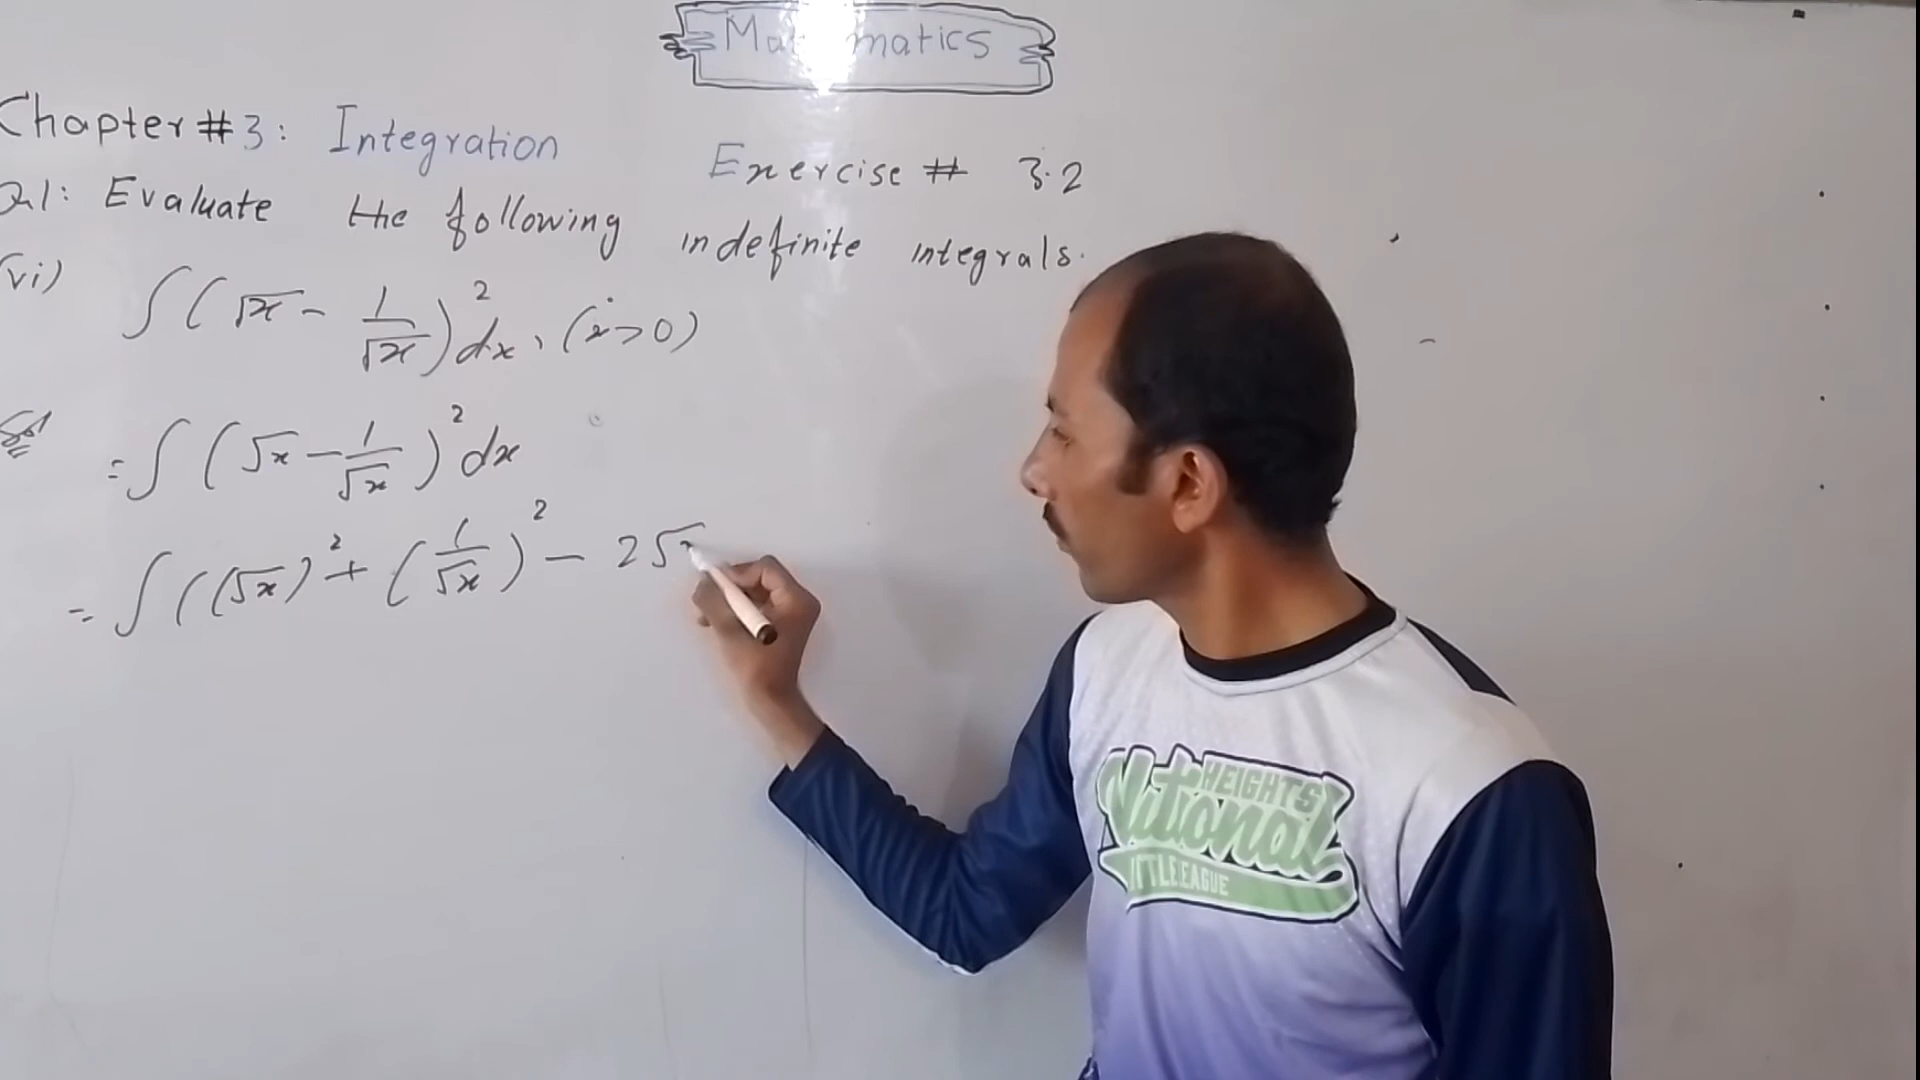 Mathematics
Chapter # 3: Integration
Exercise # 3.2
Q1: Evaluate the following indefinite integrals.
(vi) ∫(√x - 1/√x)² dx, (x>0)
Sol
= ∫(√x - 1/√x)² dx
= ∫((√x)² + (1/√x)² - 2√x
HEIGHTS
National
LITTLE LEAGUE